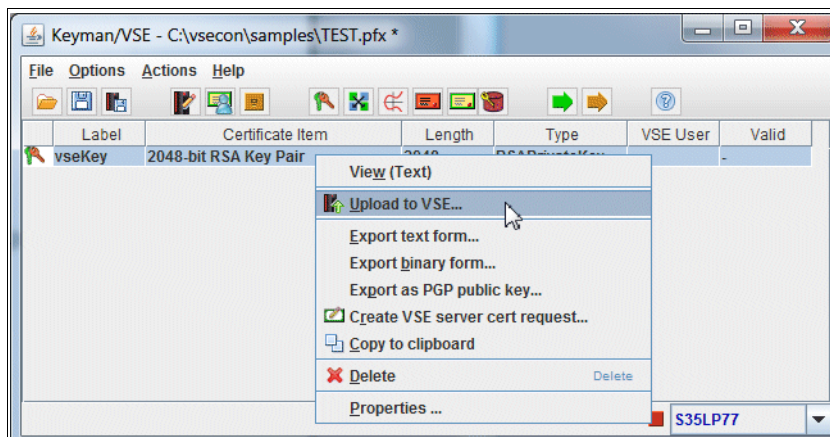 Keyman/VSE - C:\vsecon\samples\TEST.pfx *
File Options Actions Help
Label Certificate Item Length Type VSE User Valid
vseKey 2048-bit RSA Key Pair 2048 RSAPrivateKey -
View (Text)
Upload to VSE...
Export text form...
Export binary form...
Export as PGP public key...
Create VSE server cert request...
Copy to clipboard
Delete Delete
Properties ...
S35LP77